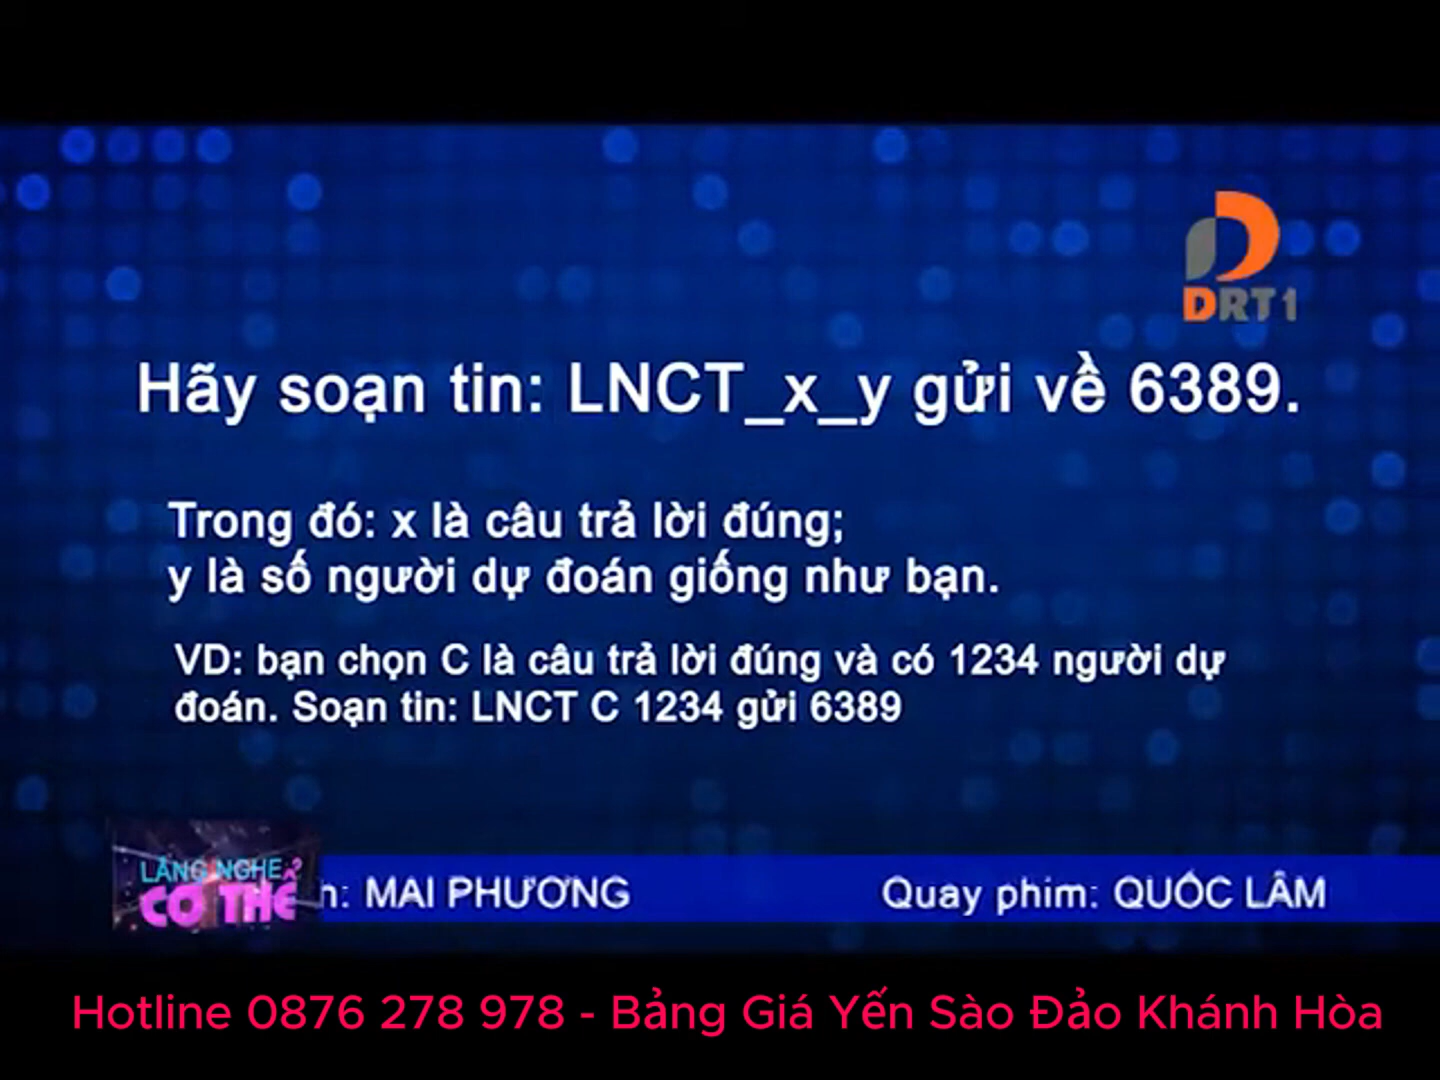 DRT1
Hãy soạn tin: LNCT_x_y gửi về 6389.
Trong đó: x là câu trả lời đúng;
y là số người dự đoán giống như bạn.
VD: bạn chọn C là câu trả lời đúng và có 1234 người dự
đoán. Soạn tin: LNCT C 1234 gửi 6389
LẮNG NGHE
CƠ THỂ
h: MAI PHƯƠNG Quay phim: QUỐC LÂM
Hotline 0876 278 978 - Bảng Giá Yến Sào Đảo Khánh Hòa